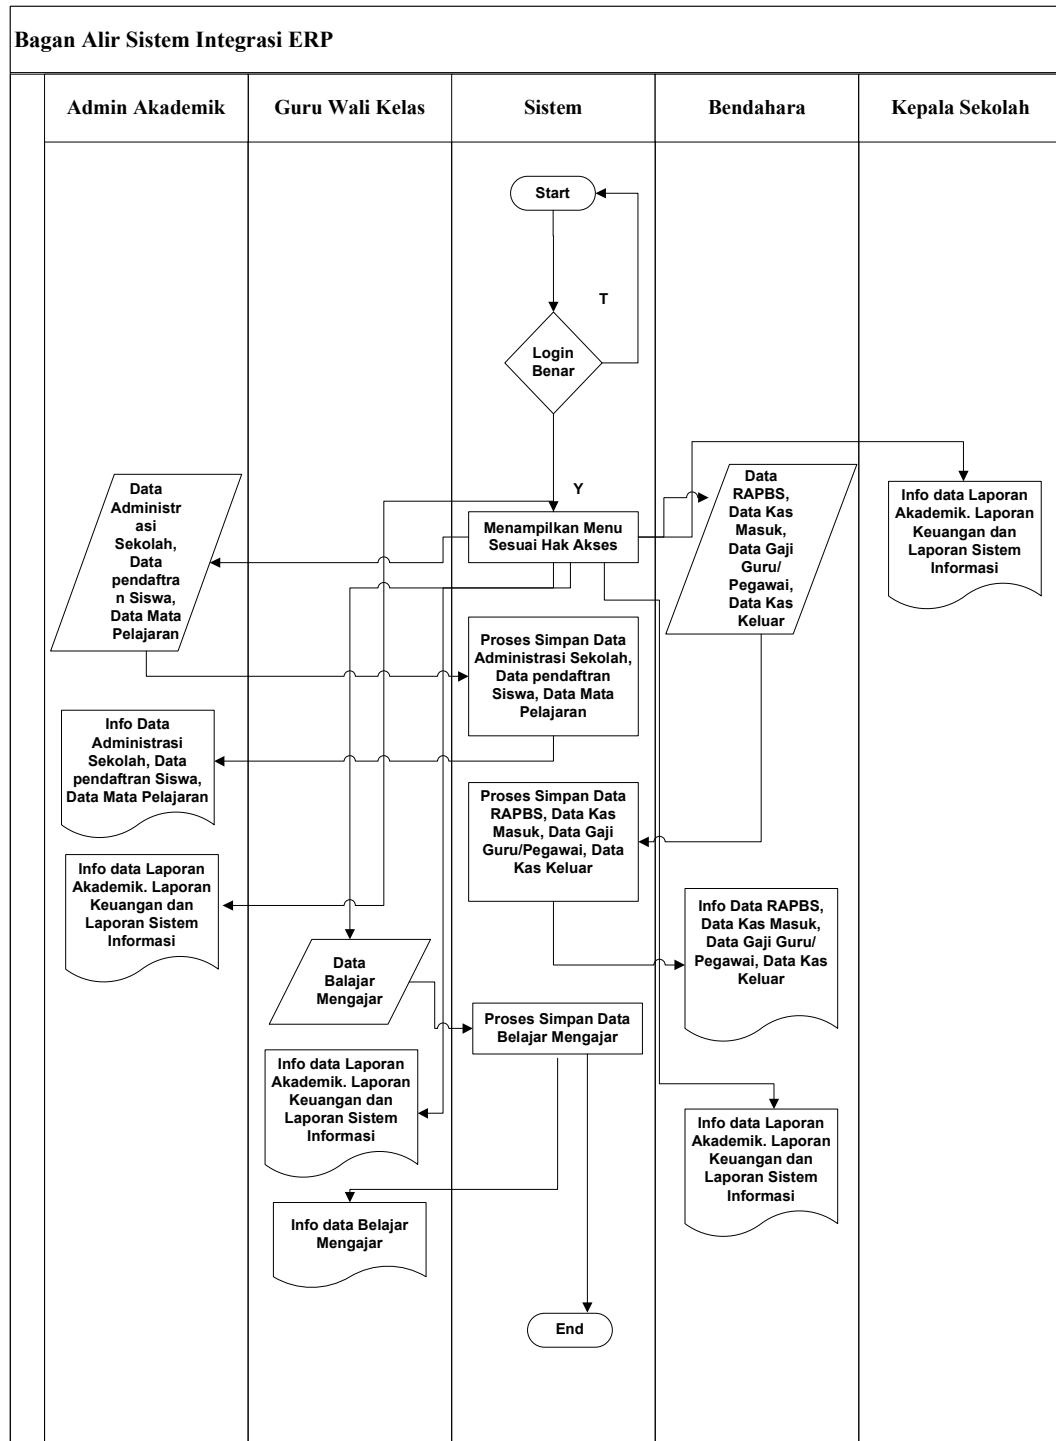 Bagan Alir Sistem Integrasi ERP
Admin Akademik
Guru Wali Kelas
Sistem
Bendahara
Kepala Sekolah
Start
T
Login
Benar
Y
Menampilkan Menu
Sesuai Hak Akses
Data
Administr
asi
Sekolah,
Data
pendaftra
n Siswa,
Data Mata
Pelajaran
Data
RAPBS,
Data Kas
Masuk,
Data Gaji
Guru/
Pegawai,
Data Kas
Keluar
Info data Laporan
Akademik. Laporan
Keuangan dan
Laporan Sistem
Informasi
Proses Simpan Data
Administrasi Sekolah,
Data pendaftran
Siswa, Data Mata
Pelajaran
Info Data
Administrasi
Sekolah, Data
pendaftran Siswa,
Data Mata Pelajaran
Proses Simpan Data
RAPBS, Data Kas
Masuk, Data Gaji
Guru/Pegawai, Data
Kas Keluar
Info data Laporan
Akademik. Laporan
Keuangan dan
Laporan Sistem
Informasi
Info Data RAPBS,
Data Kas Masuk,
Data Gaji Guru/
Pegawai, Data Kas
Keluar
Data
Balajar
Mengajar
Proses Simpan Data
Belajar Mengajar
Info data Laporan
Akademik. Laporan
Keuangan dan
Laporan Sistem
Informasi
Info data Laporan
Akademik. Laporan
Keuangan dan
Laporan Sistem
Informasi
Info data Belajar
Mengajar
End